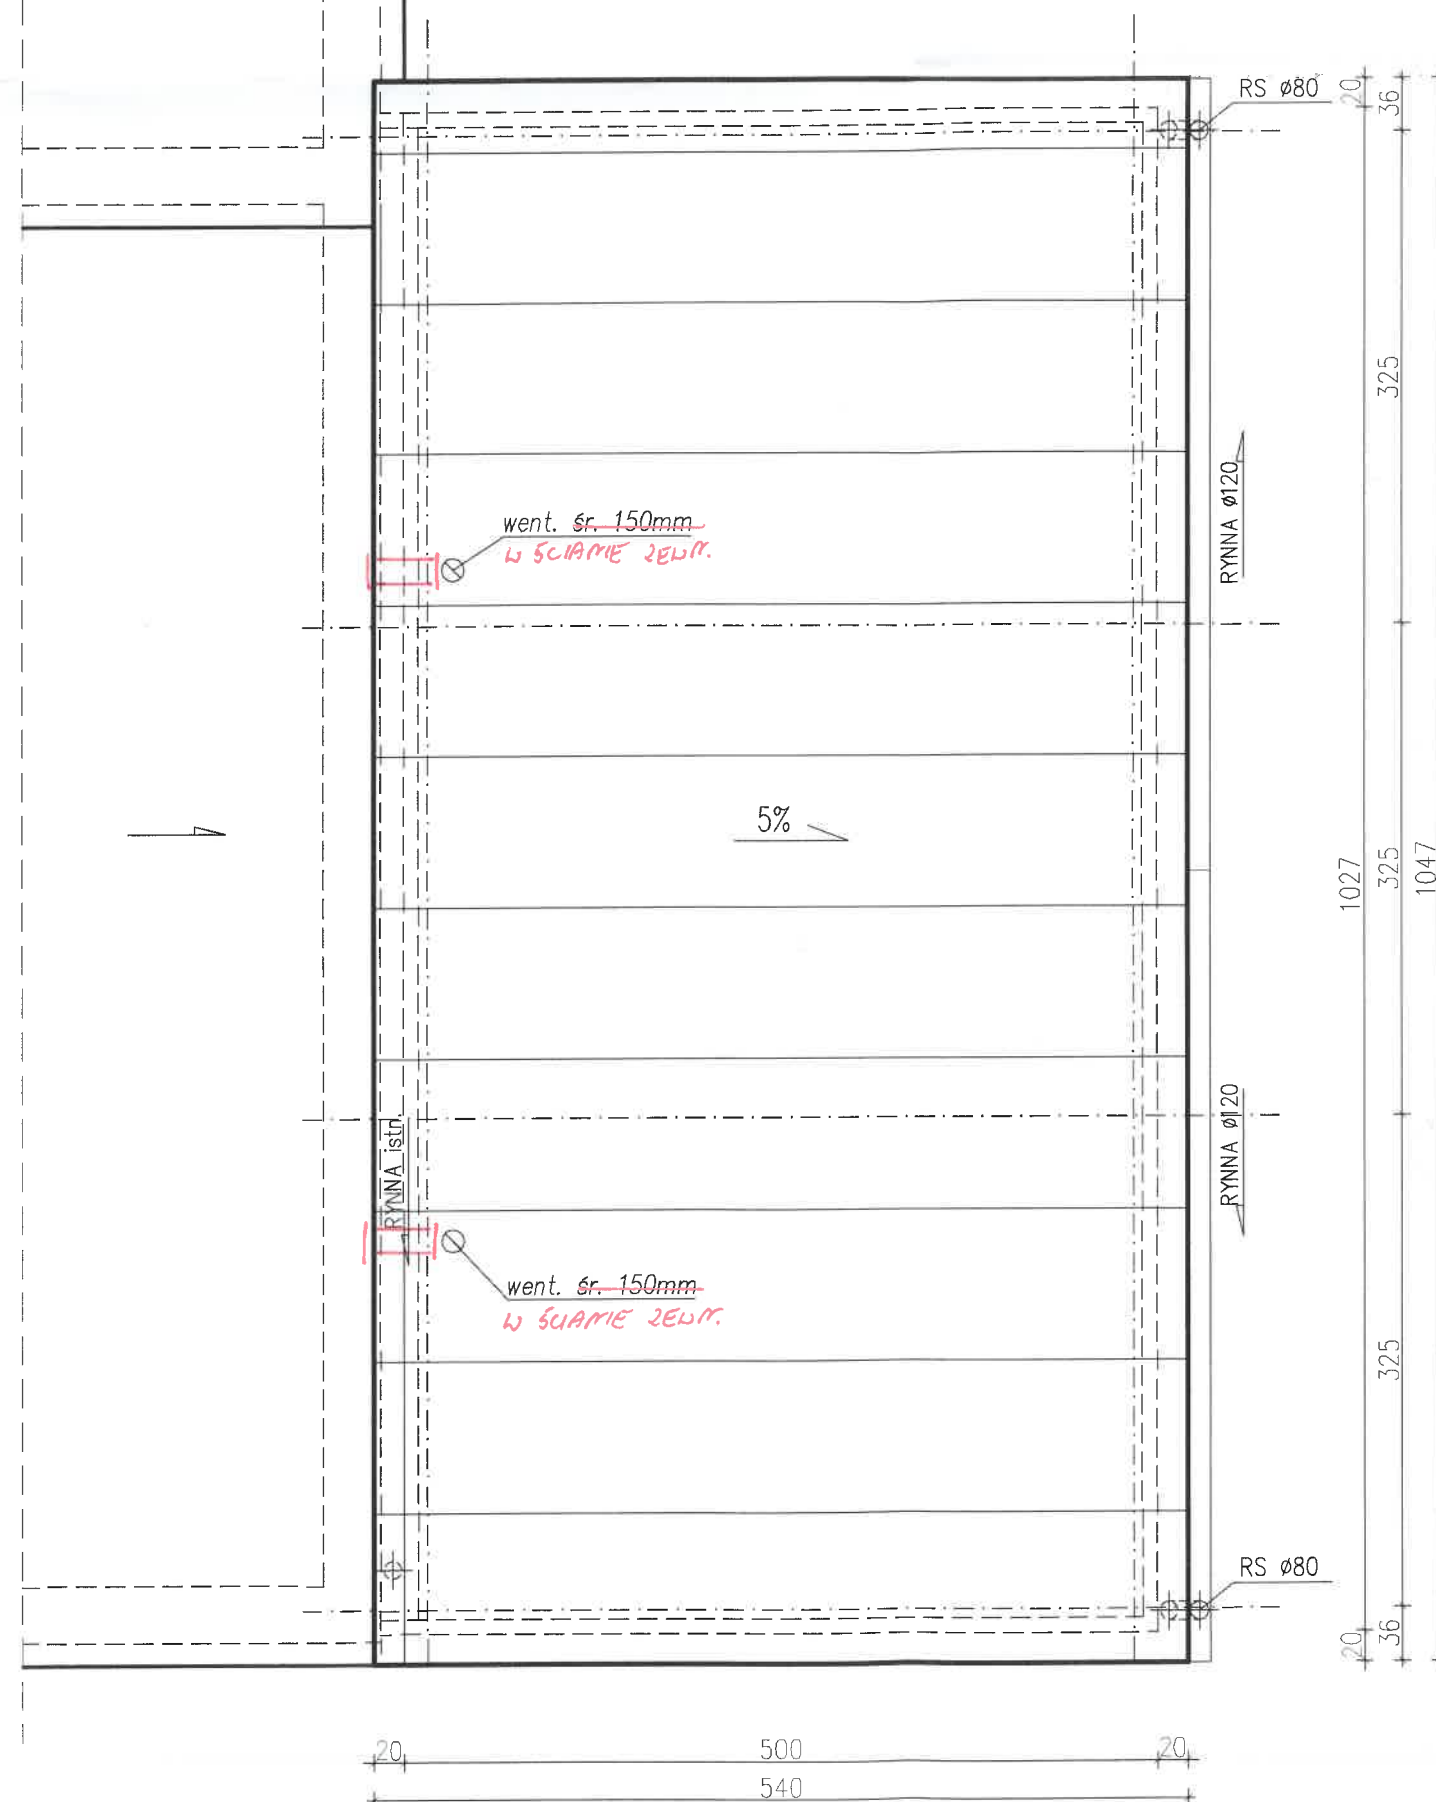 RS ø80
20
36
325
RYNNA ø120
went. śr. 150mm
W ŚCIANIE ZEWN.
5%
1027
325
1047
RYNNA istn.
RYNNA ø120
went. śr. 150mm
W ŚCIANIE ZEWN.
325
RS ø80
20
36
20
500
20
540